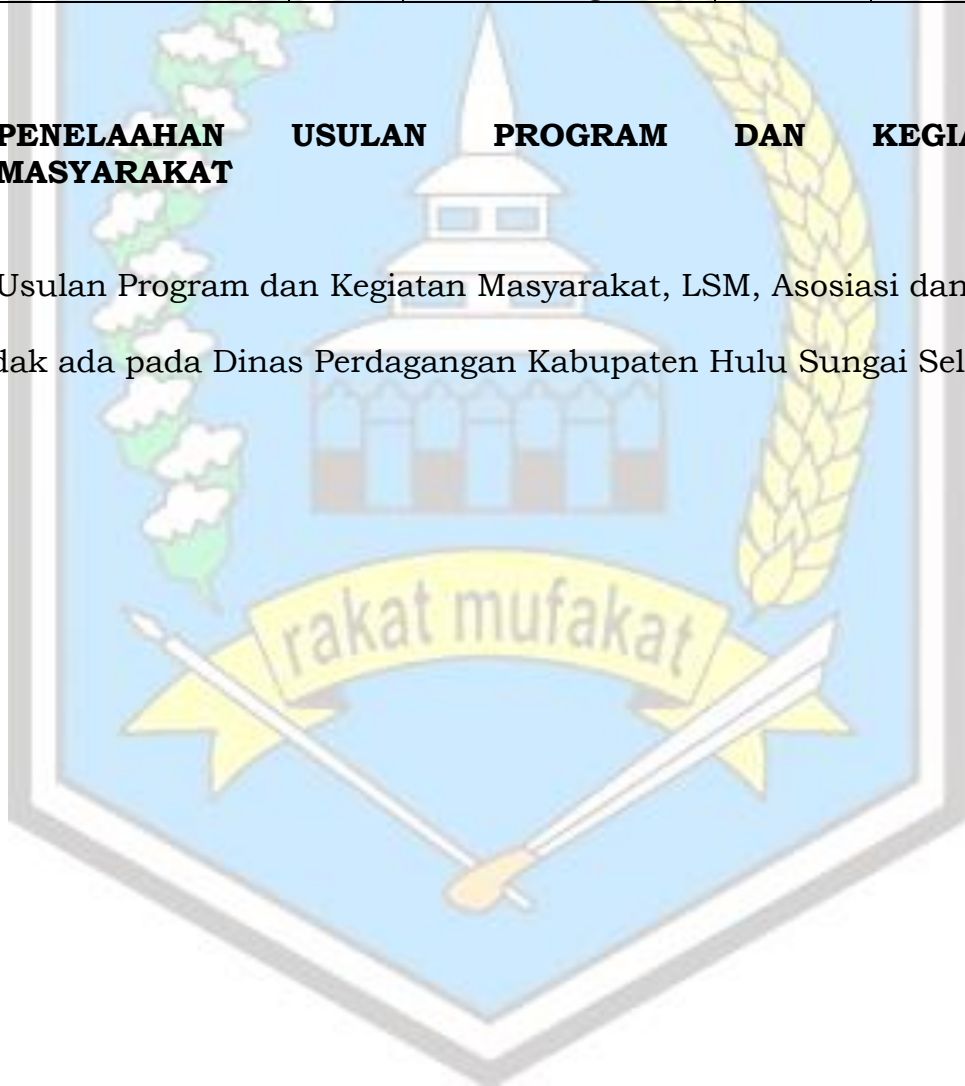 PENELAAHAN USULAN PROGRAM DAN KEGIA
MASYARAKAT
Usulan Program dan Kegiatan Masyarakat, LSM, Asosiasi dan
dak ada pada Dinas Perdagangan Kabupaten Hulu Sungai Sel
rakat mufakat